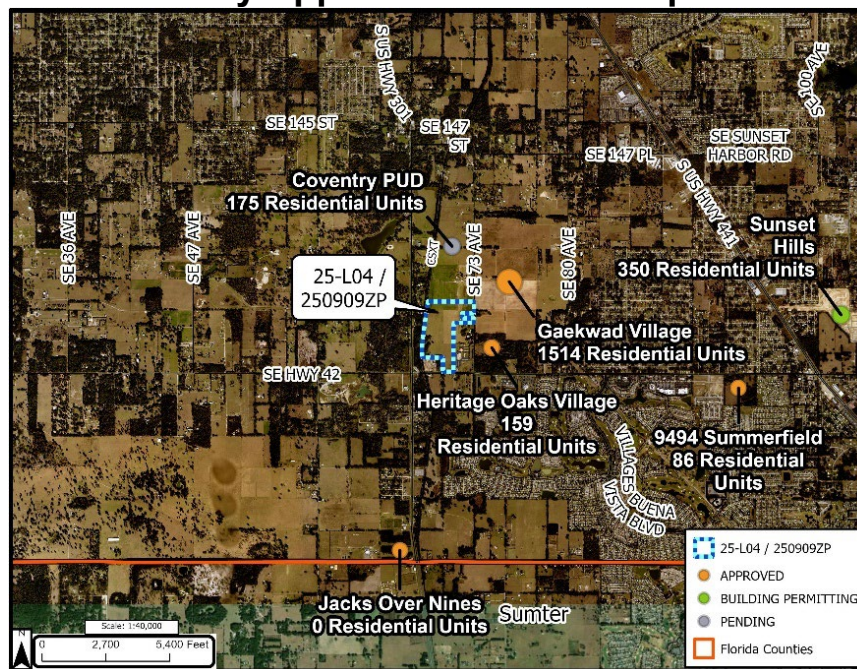 S US HWY 301
SE 145 ST
SE 147
ST
SE 147 PL
SE SUNSET
HARBOR RD
SE 100 AVE
S US HWY 441
Coventry PUD
175 Residential Units
Sunset
Hills
350 Residential Units
SE 36 AVE
SE 47 AVE
CSXT
SE 73 AVE
SE 80 AVE
25-L04 /
250909ZP
Gaekwad Village
1514 Residential Units
SE HWY 42
Heritage Oaks Village
159
Residential Units
9494 Summerfield
86 Residential
Units
VILLAGES BUENA
VISTA BLVD
Jacks Over Nines
0 Residential Units
Sumter
25-L04 / 250909ZP
APPROVED
BUILDING PERMITTING
PENDING
Florida Counties
N
Scale: 1:40,000
0 2,700 5,400 Feet